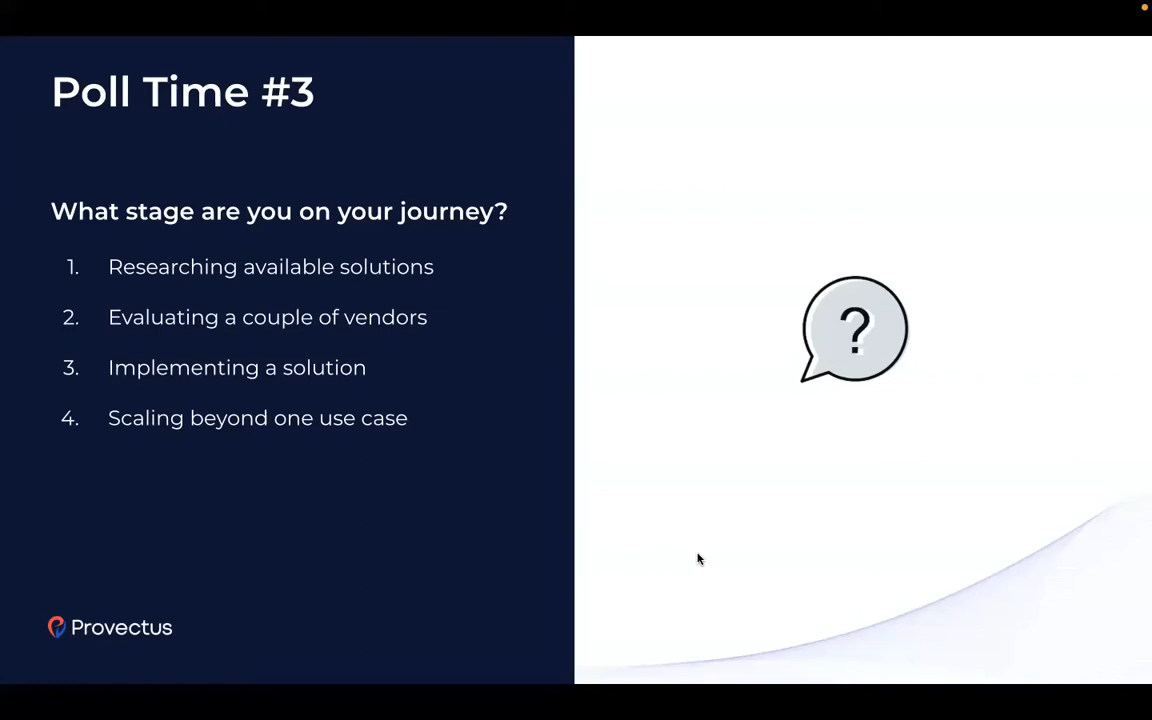 Poll Time #3
What stage are you on your journey?
1. Researching available solutions
2. Evaluating a couple of vendors
3. Implementing a solution
4. Scaling beyond one use case
?
Provectus